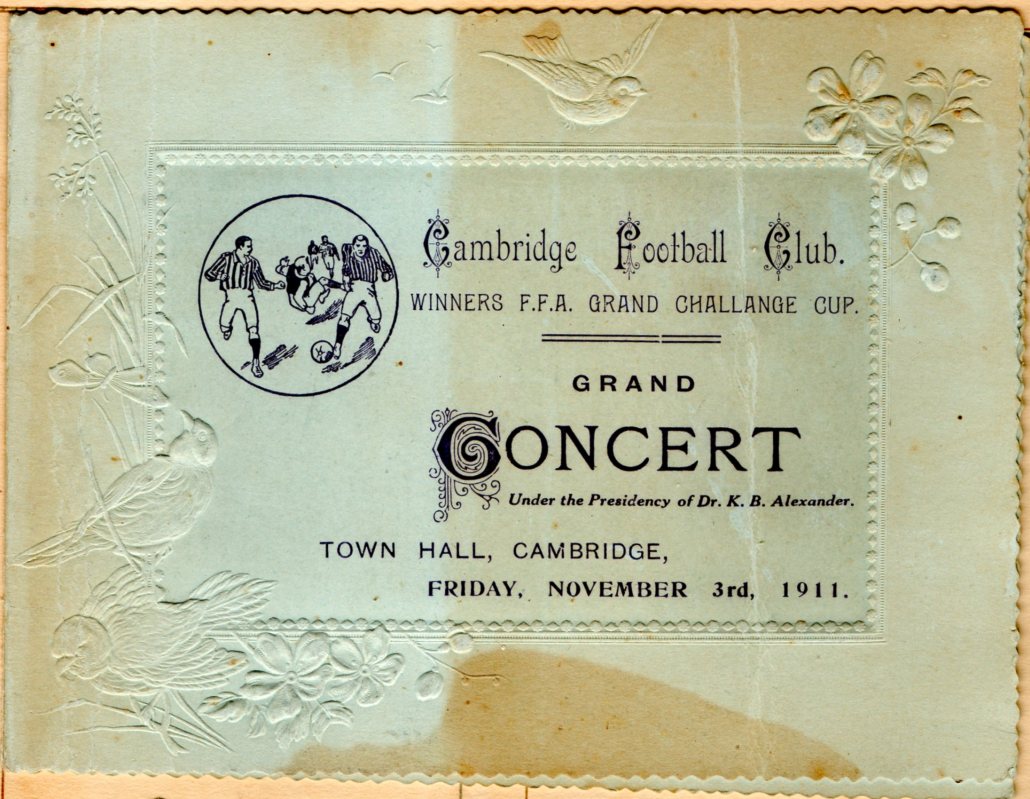 Cambridge Football Club.
WINNERS F.F.A. GRAND CHALLANGE CUP.
GRAND
CONCERT
Under the Presidency of Dr. K. B. Alexander.
TOWN HALL, CAMBRIDGE,
FRIDAY, NOVEMBER 3rd, 1911.